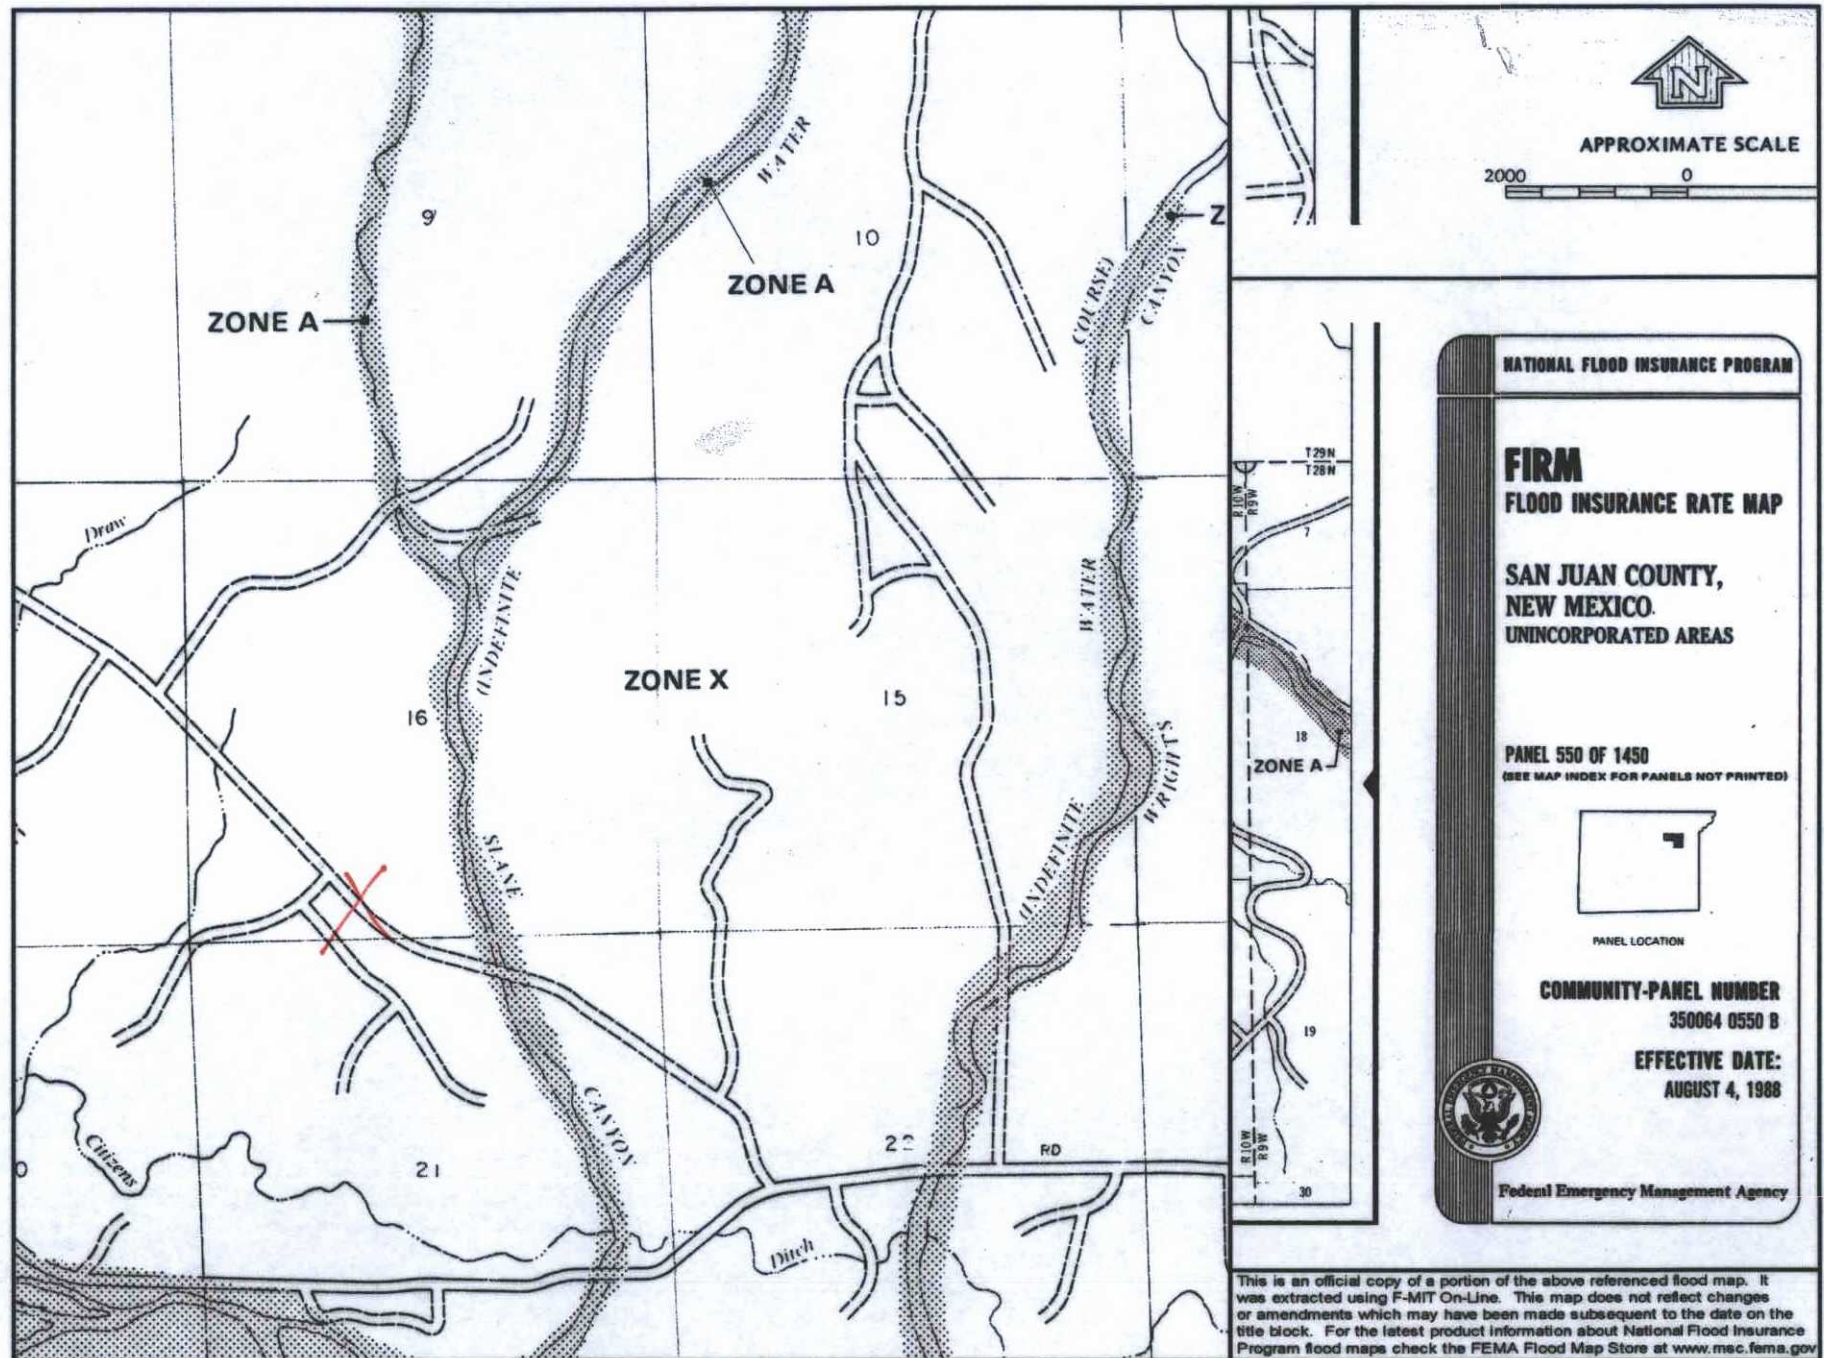 9
WATER
10
ZONE A
ZONE A
Z
COURSE)
CANYON
Draw
(INDEFINITE
WATER
ZONE X
16
15
WRIGHTS
(INDEFINITE
SLANE
CANYON
Citizens
0
21
22
RD
Ditch
N
APPROXIMATE SCALE
2000 0
T29N
T28N
R10W
R9W
7
18
ZONE A
19
R10W
R9W
30
NATIONAL FLOOD INSURANCE PROGRAM
FIRM
FLOOD INSURANCE RATE MAP
SAN JUAN COUNTY,
NEW MEXICO
UNINCORPORATED AREAS
PANEL 550 OF 1450
(SEE MAP INDEX FOR PANELS NOT PRINTED)
PANEL LOCATION
COMMUNITY-PANEL NUMBER
350064 0550 B
EFFECTIVE DATE:
AUGUST 4, 1988
Federal Emergency Management Agency
This is an official copy of a portion of the above referenced flood map. It
was extracted using F-MIT On-Line. This map does not reflect changes
or amendments which may have been made subsequent to the date on the
title block. For the latest product information about National Flood Insurance
Program flood maps check the FEMA Flood Map Store at www.msc.fema.gov